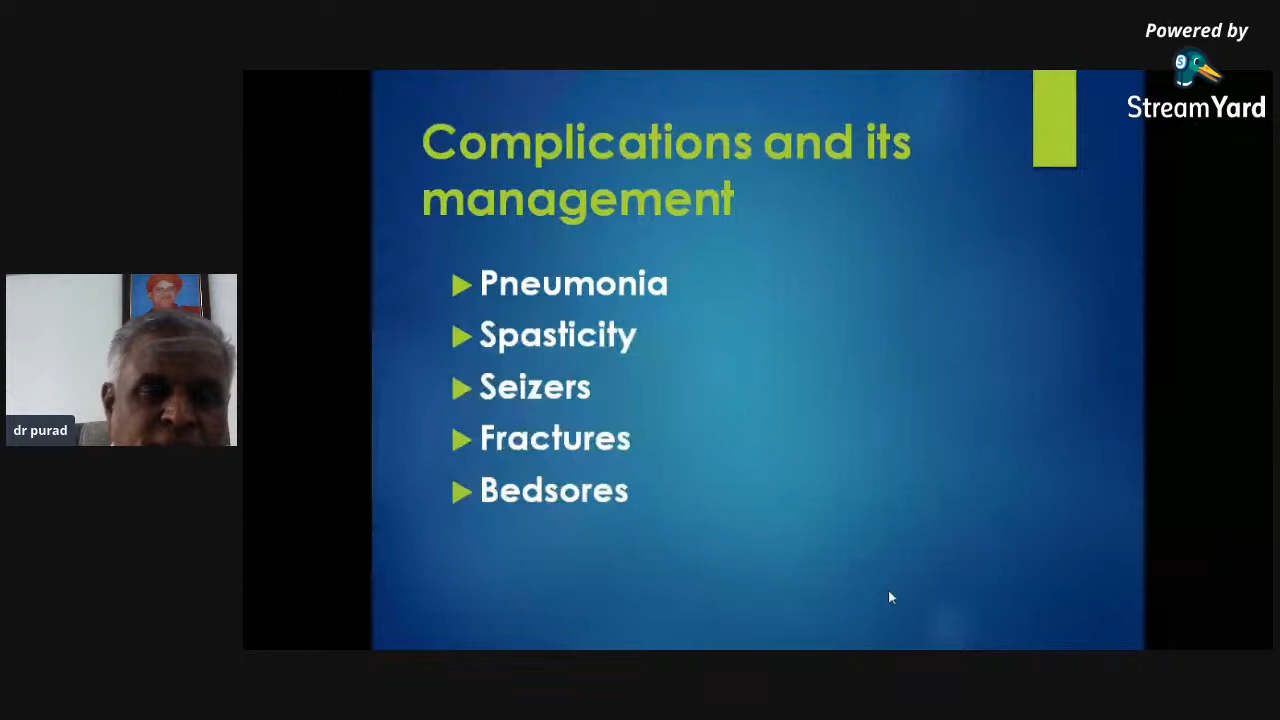 Powered by
StreamYard
Complications and its
management
Pneumonia
Spasticity
Seizers
Fractures
Bedsores
dr purad